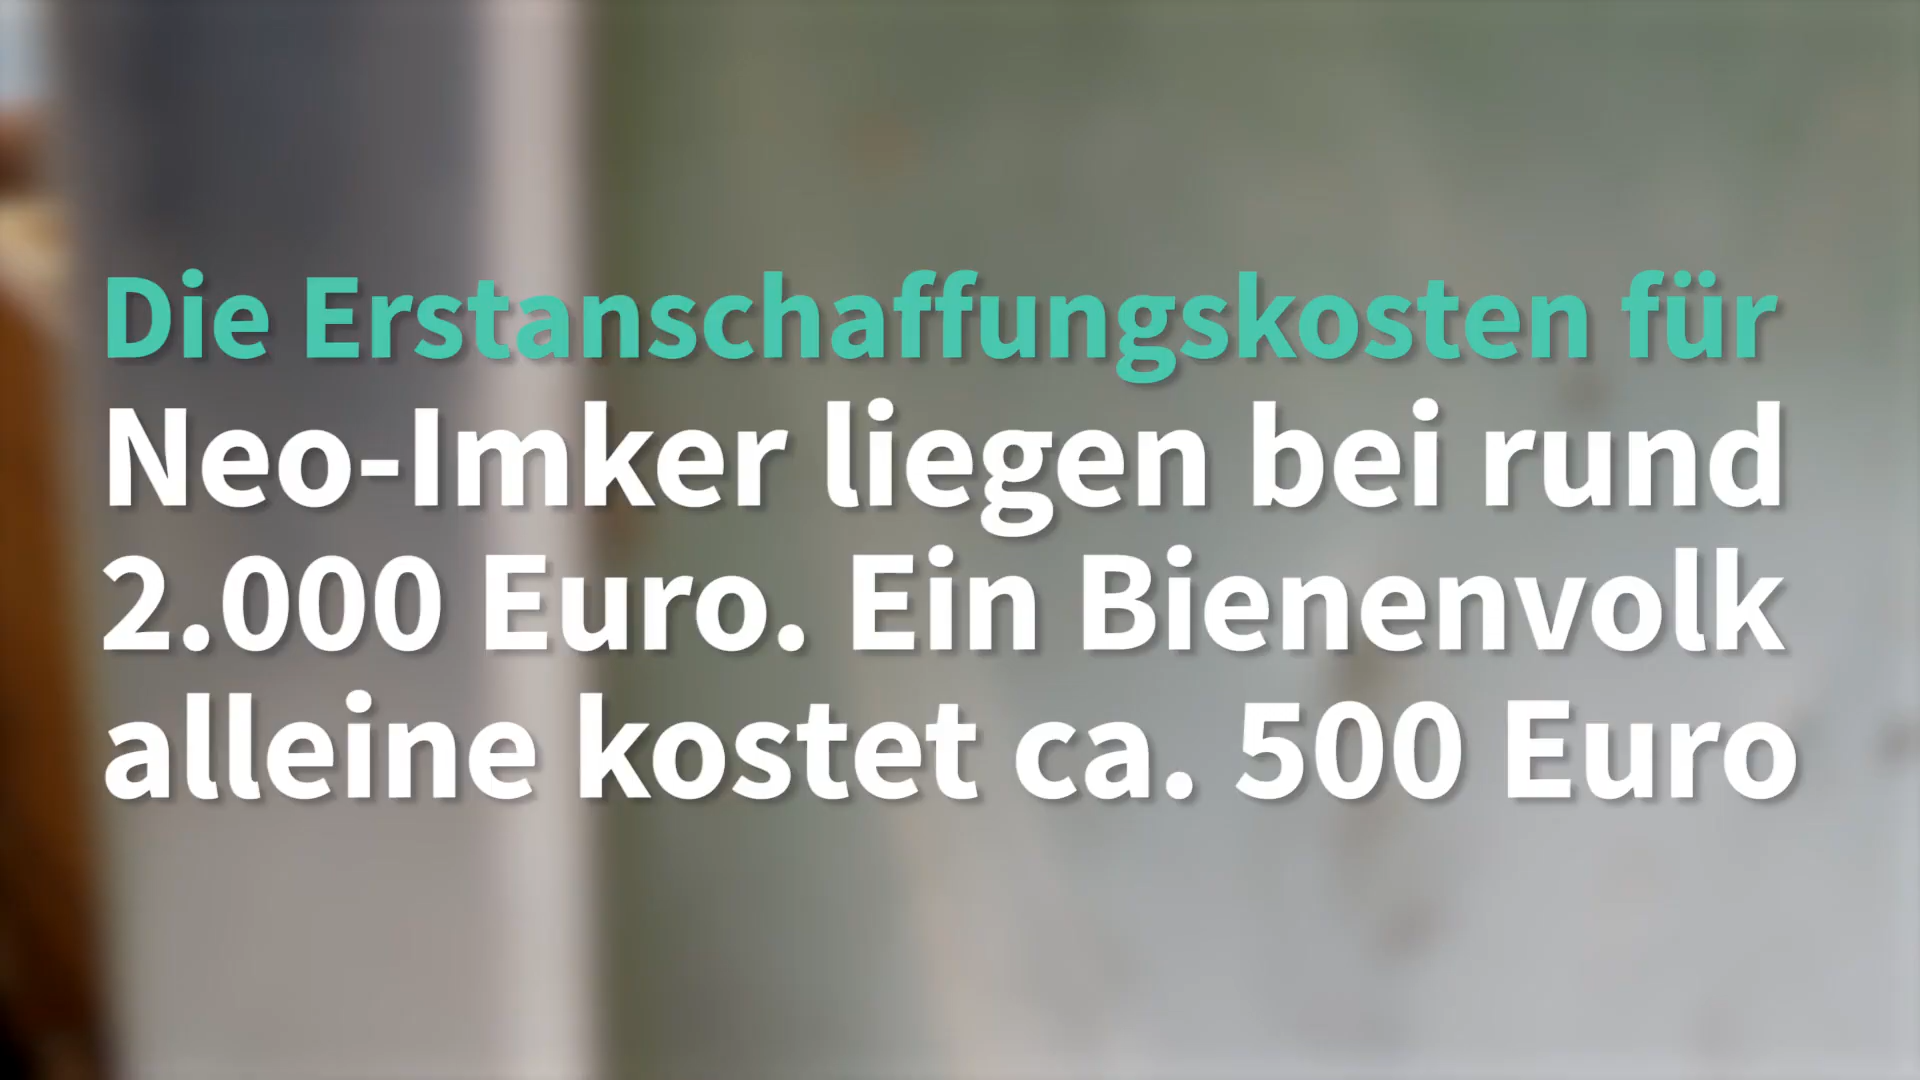 Die Erstanschaffungskosten für
Neo-Imker liegen bei rund
2.000 Euro. Ein Bienenvolk
alleine kostet ca. 500 Euro